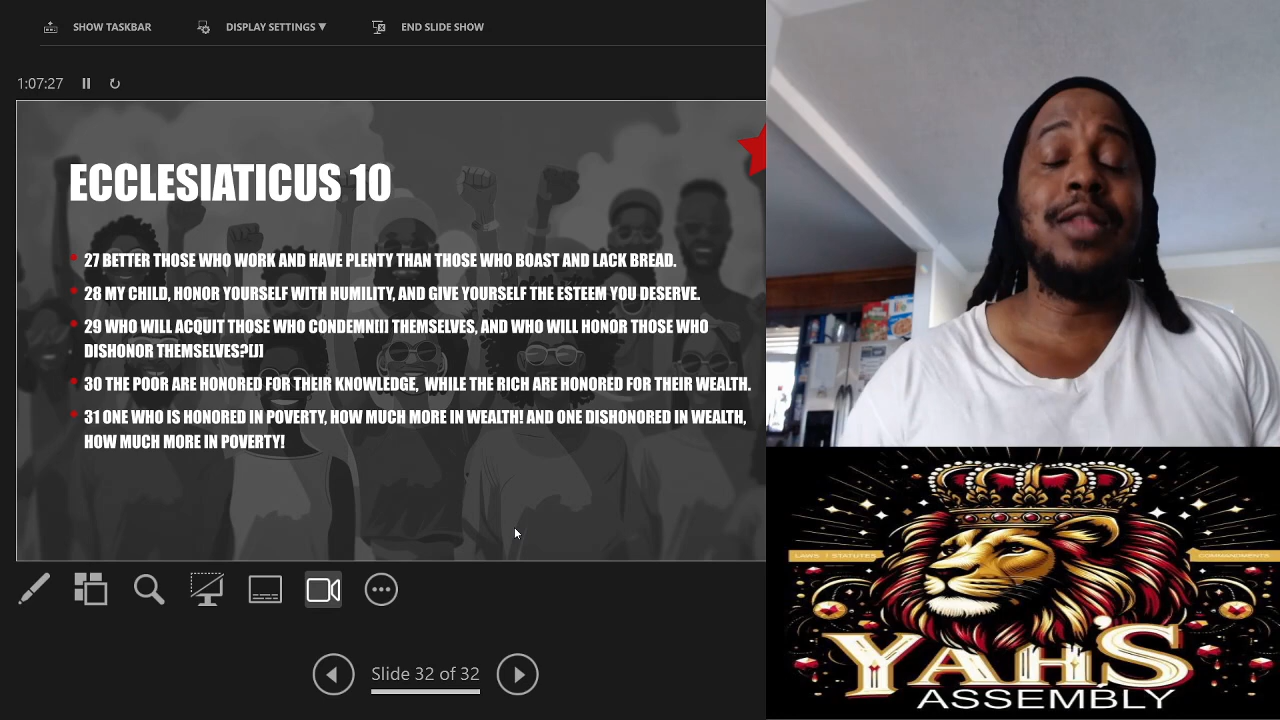 SHOW TASKBAR
DISPLAY SETTINGS ▼
END SLIDE SHOW
1:07:27
ECCLESIATICUS 10
• 27 BETTER THOSE WHO WORK AND HAVE PLENTY THAN THOSE WHO BOAST AND LACK BREAD.
• 28 MY CHILD, HONOR YOURSELF WITH HUMILITY, AND GIVE YOURSELF THE ESTEEM YOU DESERVE.
• 29 WHO WILL ACQUIT THOSE WHO CONDEMN[I] THEMSELVES, AND WHO WILL HONOR THOSE WHO
DISHONOR THEMSELVES?[J]
• 30 THE POOR ARE HONORED FOR THEIR KNOWLEDGE, WHILE THE RICH ARE HONORED FOR THEIR WEALTH.
• 31 ONE WHO IS HONORED IN POVERTY, HOW MUCH MORE IN WEALTH! AND ONE DISHONORED IN WEALTH,
HOW MUCH MORE IN POVERTY!
Slide 32 of 32
LAWS | STATUTES
COMMANDMENTS
YAH'S
ASSEMBLY